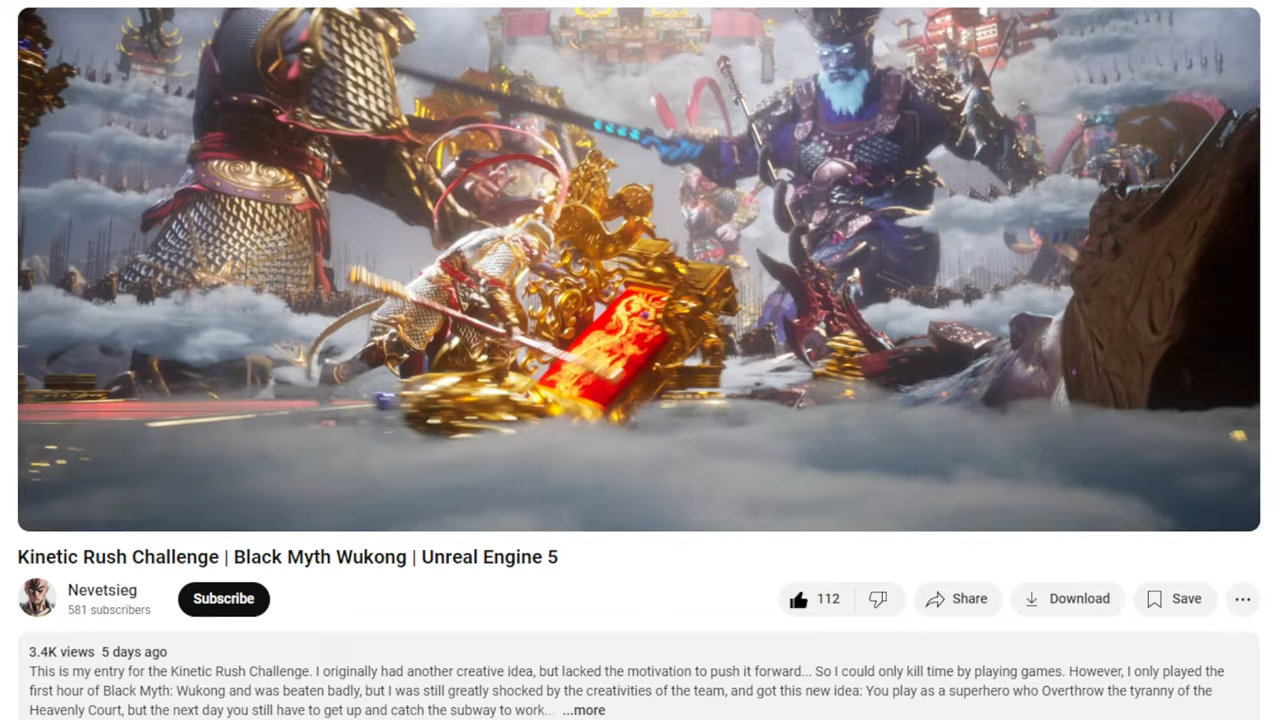 Kinetic Rush Challenge | Black Myth Wukong | Unreal Engine 5
Nevetsieg
581 subscribers
Subscribe
112
Share
Download
Save
3.4K views 5 days ago
This is my entry for the Kinetic Rush Challenge. I originally had another creative idea, but lacked the motivation to push it forward... So I could only kill time by playing games. However, I only played the
first hour of Black Myth: Wukong and was beaten badly, but I was still greatly shocked by the creativities of the team, and got this new idea: You play as a superhero who Overthrow the tyranny of the
Heavenly Court, but the next day you still have to get up and catch the subway to work... ...more